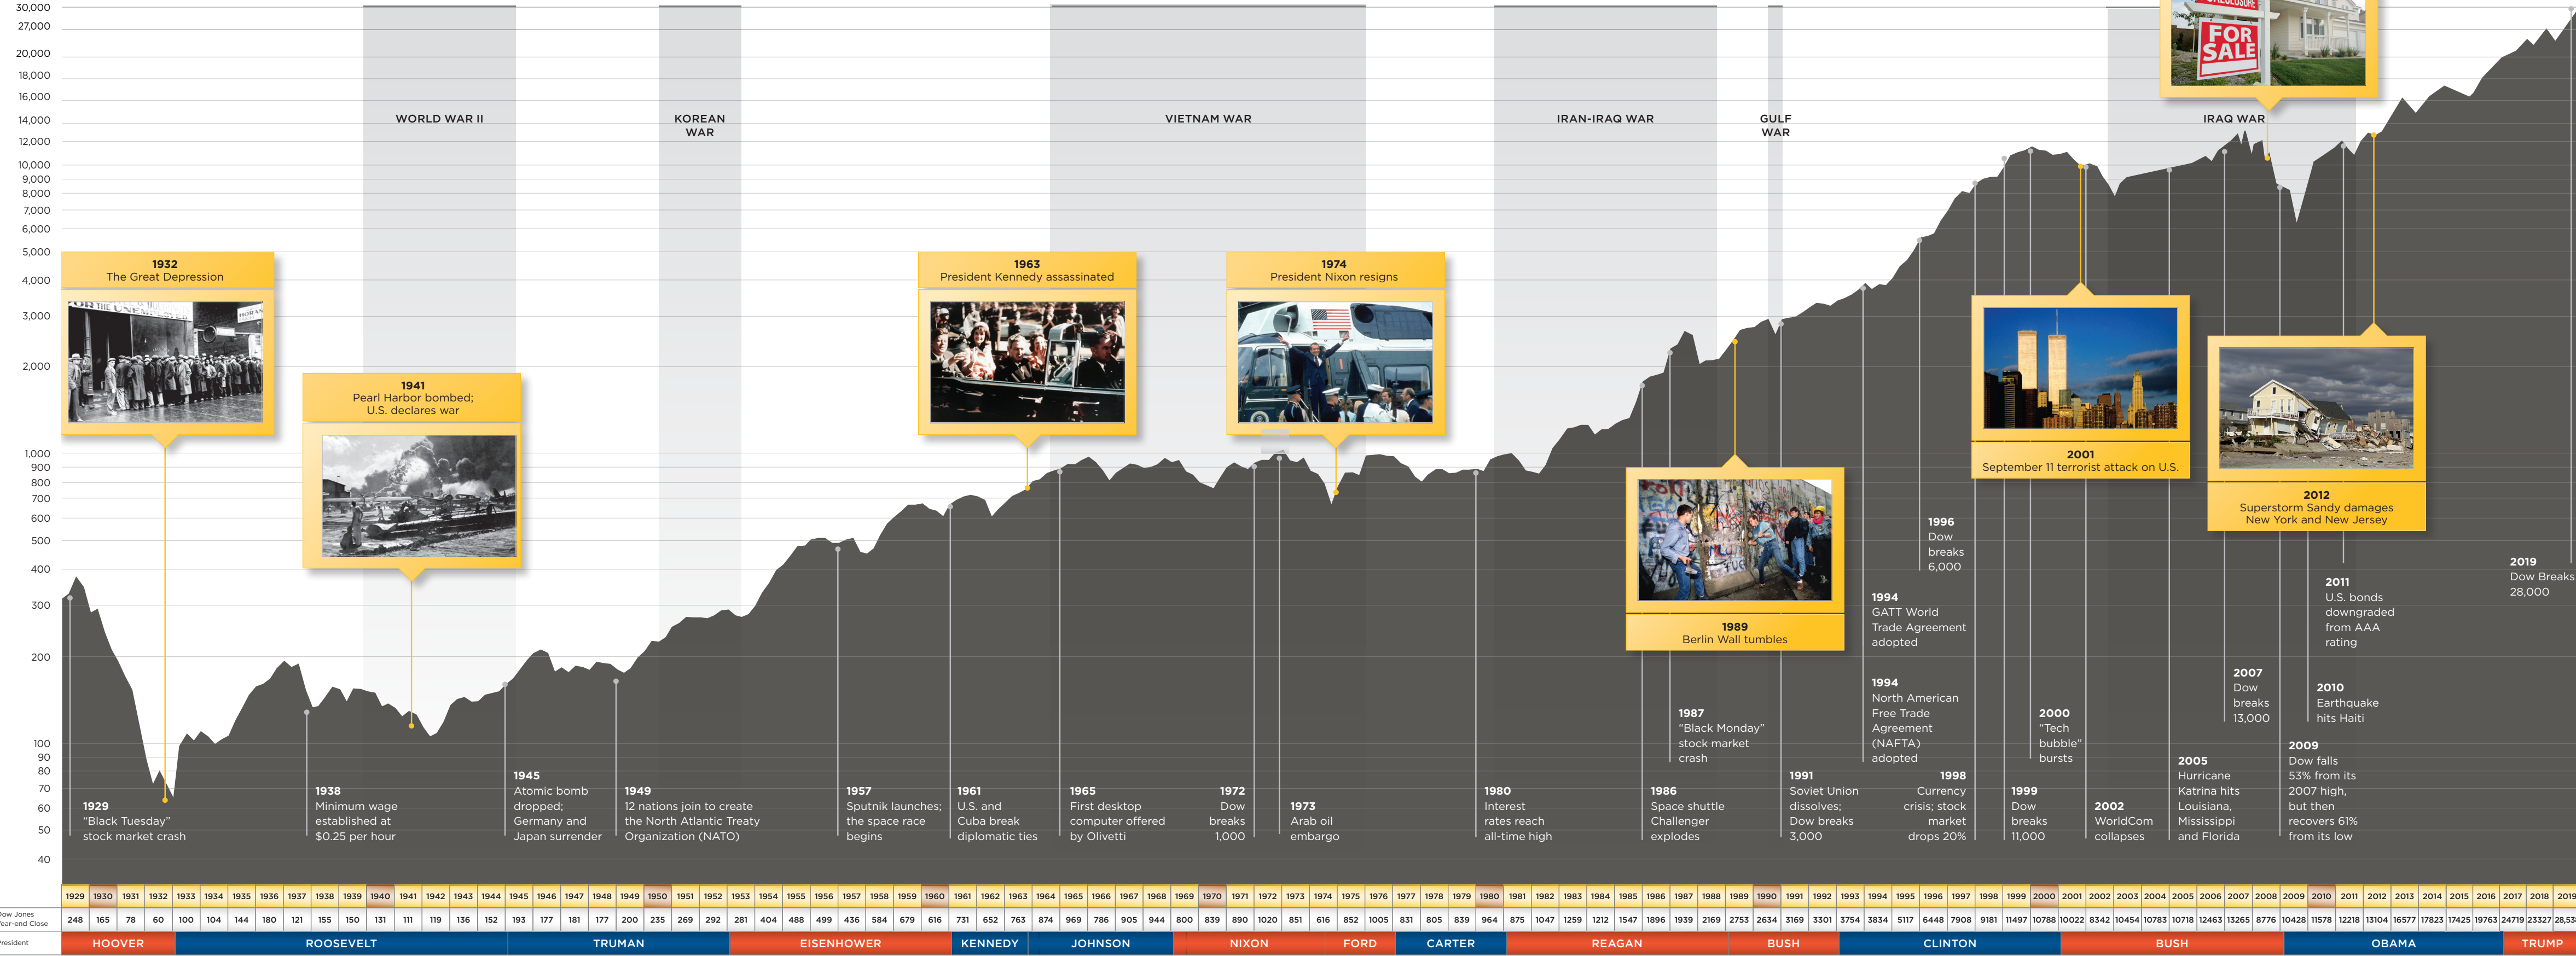 30,000
27,000
20,000
18,000
16,000
14,000
12,000
10,000
9,000
8,000
7,000
6,000
5,000
4,000
3,000
2,000
1,000
900
800
700
600
500
400
300
200
100
90
80
70
60
50
40
WORLD WAR II
KOREAN
WAR
VIETNAM WAR
IRAN-IRAQ WAR
GULF
WAR
IRAQ WAR
FORECLOSURE
FOR
SALE
1932
The Great Depression
1941
Pearl Harbor bombed;
U.S. declares war
1963
President Kennedy assassinated
1974
President Nixon resigns
1989
Berlin Wall tumbles
2001
September 11 terrorist attack on U.S.
2012
Superstorm Sandy damages
New York and New Jersey
1929
“Black Tuesday”
stock market crash
1938
Minimum wage
established at
$0.25 per hour
1945
Atomic bomb
dropped;
Germany and
Japan surrender
1949
12 nations join to create
the North Atlantic Treaty
Organization (NATO)
1957
Sputnik launches;
the space race
begins
1961
U.S. and
Cuba break
diplomatic ties
1965
First desktop
computer offered
by Olivetti
1972
Dow
breaks
1,000
1973
Arab oil
embargo
1980
Interest
rates reach
all-time high
1986
Space shuttle
Challenger
explodes
1987
“Black Monday”
stock market
crash
1991
Soviet Union
dissolves;
Dow breaks
3,000
1994
GATT World
Trade Agreement
adopted
1994
North American
Free Trade
Agreement
(NAFTA)
adopted
1996
Dow
breaks
6,000
1998
Currency
crisis; stock
market
drops 20%
1999
Dow
breaks
11,000
2000
“Tech
bubble”
bursts
2002
WorldCom
collapses
2005
Hurricane
Katrina hits
Louisiana,
Mississippi
and Florida
2007
Dow
breaks
13,000
2009
Dow falls
53% from its
2007 high,
but then
recovers 61%
from its low
2010
Earthquake
hits Haiti
2011
U.S. bonds
downgraded
from AAA
rating
2019
Dow Breaks
28,000
1929 1930 1931 1932 1933 1934 1935 1936 1937 1938 1939 1940 1941 1942 1943 1944 1945 1946 1947 1948 1949 1950 1951 1952 1953 1954 1955 1956 1957 1958 1959 1960 1961 1962 1963 1964 1965 1966 1967 1968 1969 1970 1971 1972 1973 1974 1975 1976 1977 1978 1979 1980 1981 1982 1983 1984 1985 1986 1987 1988 1989 1990 1991 1992 1993 1994 1995 1996 1997 1998 1999 2000 2001 2002 2003 2004 2005 2006 2007 2008 2009 2010 2011 2012 2013 2014 2015 2016 2017 2018 2019
Dow Jones
Year-end Close
248 165 78 60 100 104 144 180 121 155 150 131 111 119 136 152 193 177 181 177 200 235 269 292 281 404 488 499 436 584 679 616 731 652 763 874 969 786 905 944 800 839 890 1020 851 616 852 1005 831 805 839 964 875 1047 1259 1212 1547 1896 1939 2169 2753 2634 3169 3301 3754 3834 5117 6448 7908 9181 11497 10788 10022 8342 10454 10783 10718 12463 13265 8776 10428 11578 12218 13104 16577 17823 17425 19763 24719 23327 28,53
President
HOOVER ROOSEVELT TRUMAN EISENHOWER KENNEDY JOHNSON NIXON FORD CARTER REAGAN BUSH CLINTON BUSH OBAMA TRUMP